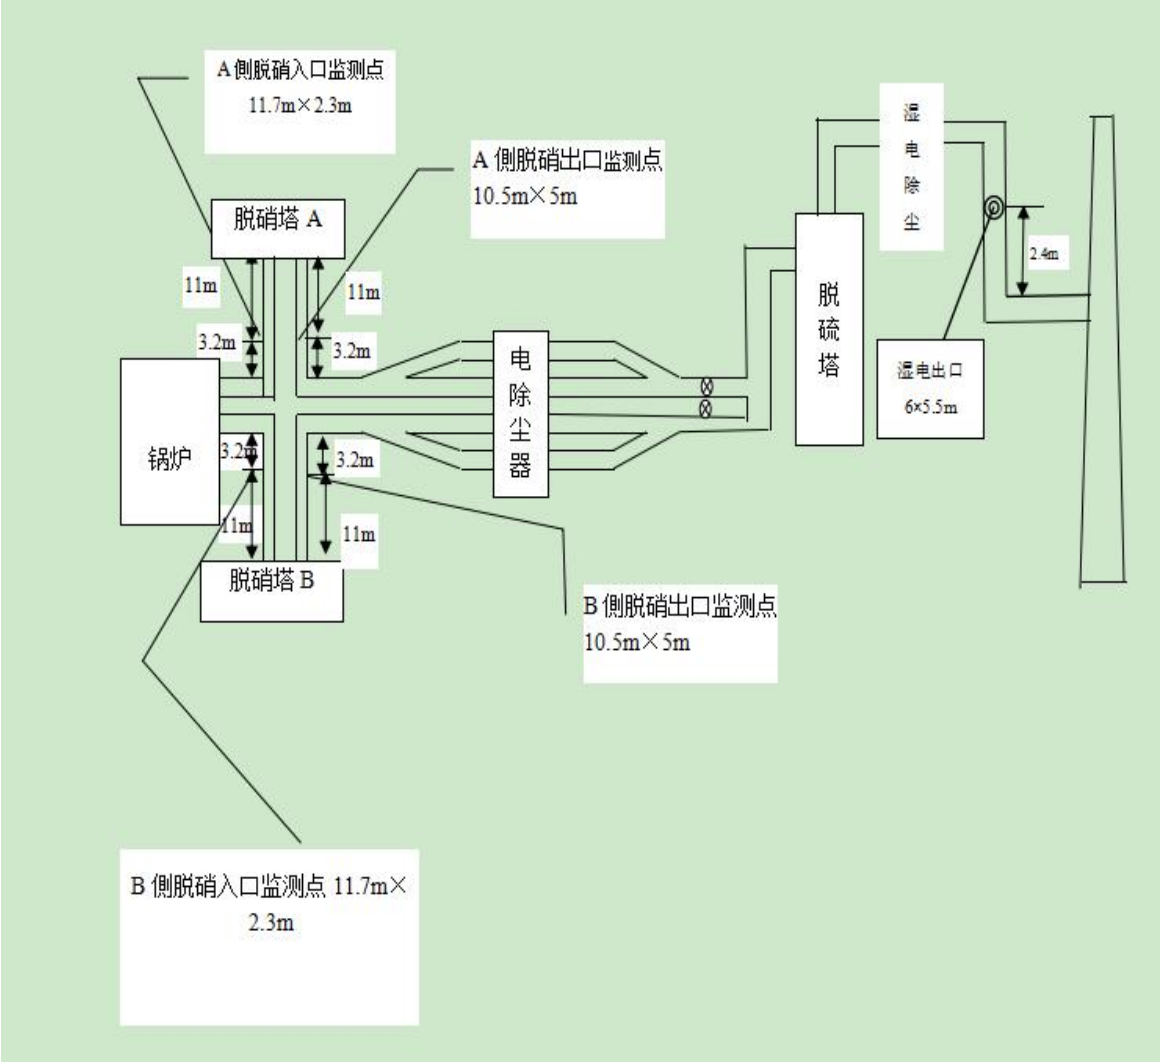 A 侧脱硝入口监测点
11.7m×2.3m
A 侧脱硝出口监测点
10.5m×5m
脱硝塔 A
11m
11m
3.2m
3.2m
锅炉
电
除
尘
器
脱
硫
塔
湿
电
除
尘
2.4m
湿电出口
6×5.5m
3.2m
3.2m
11m
11m
脱硝塔 B
B 侧脱硝出口监测点
10.5m×5m
B 侧脱硝入口监测点 11.7m×
2.3m